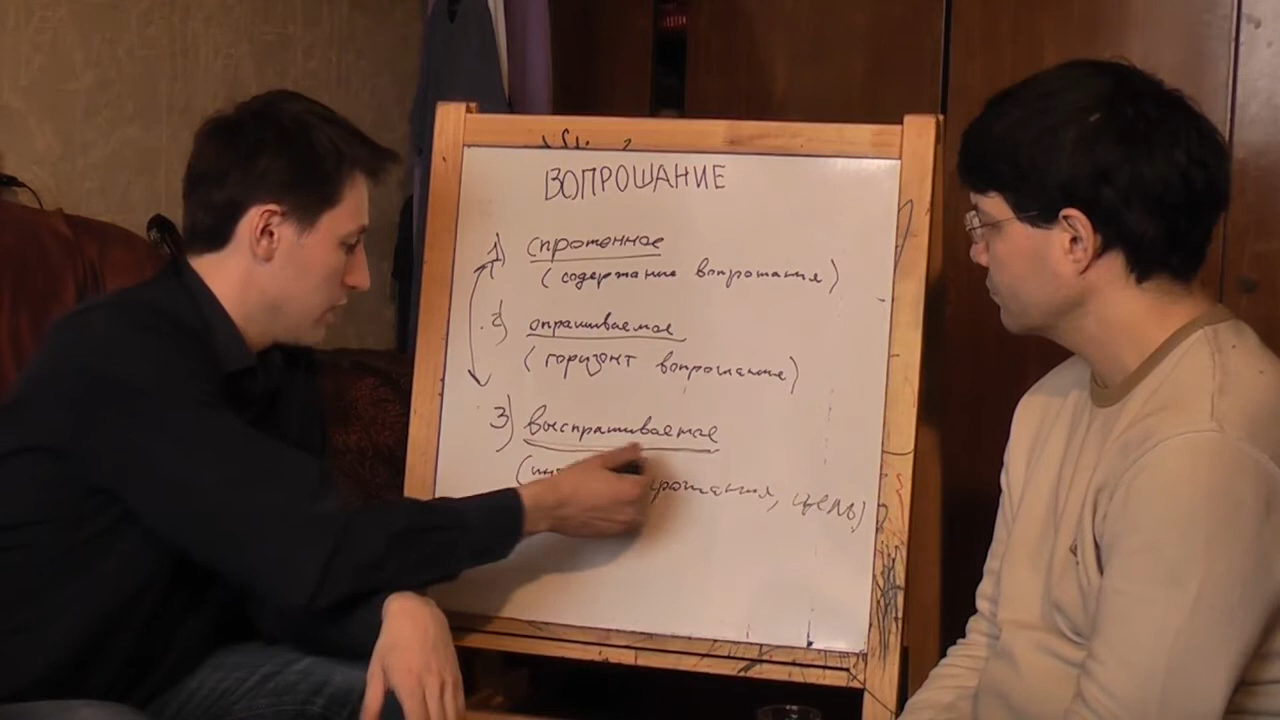 ВОПРОШАНИЕ
1) спрошенное
(содержание вопрошания)
2) опрашиваемое
(горизонт вопрошания)
3) выспрашиваемое
цель)